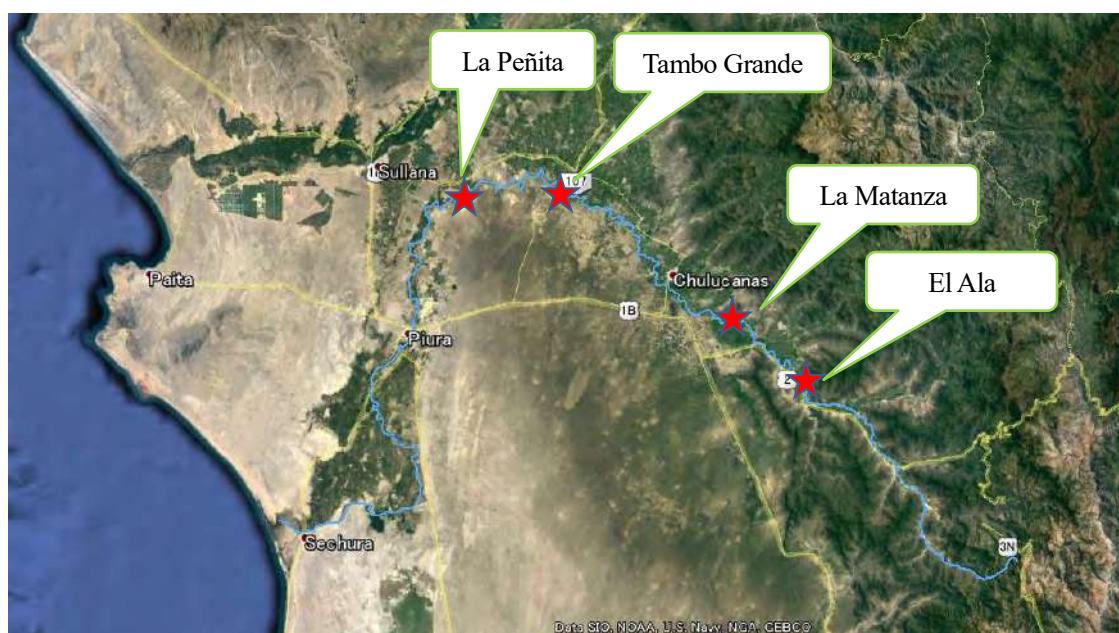 La Peñita
Tambo Grande
Sullana
La Matanza
Paita
Chulucanas
El Ala
1B
Piura
2
Sechura
3N
Data SIO, NOAA, U.S. Navy, NGA, GEBCO